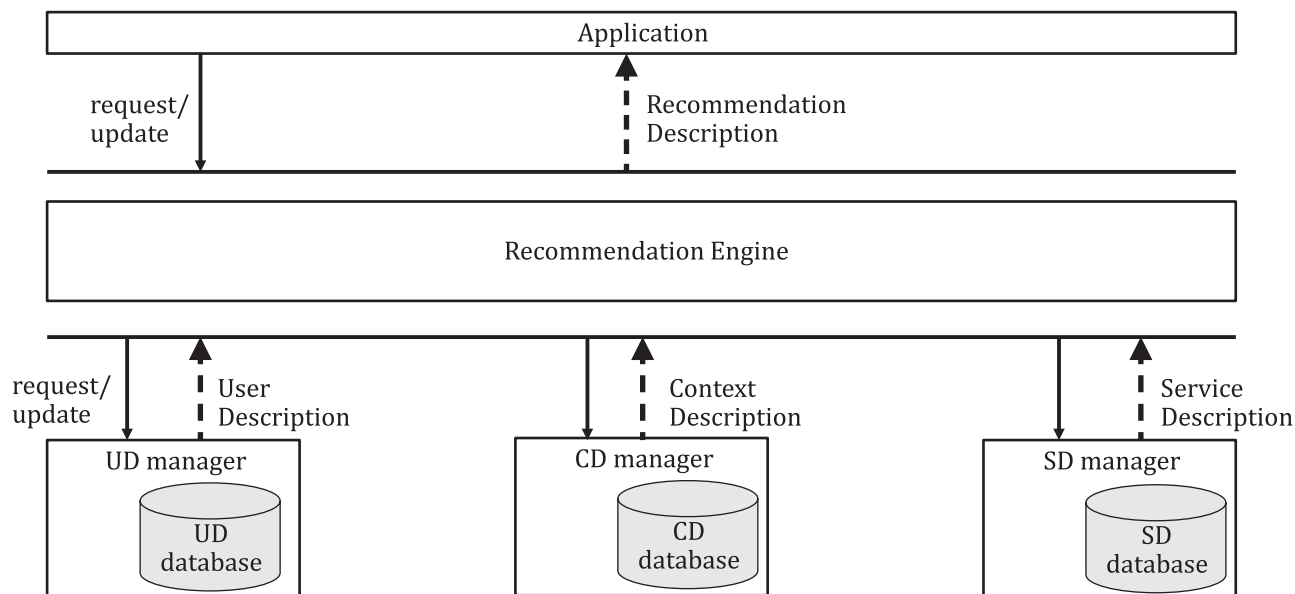 Application
request/
update
Recommendation
Description
Recommendation Engine
request/
update
User
Description
Context
Description
Service
Description
UD manager
UD
database
CD manager
CD
database
SD manager
SD
database